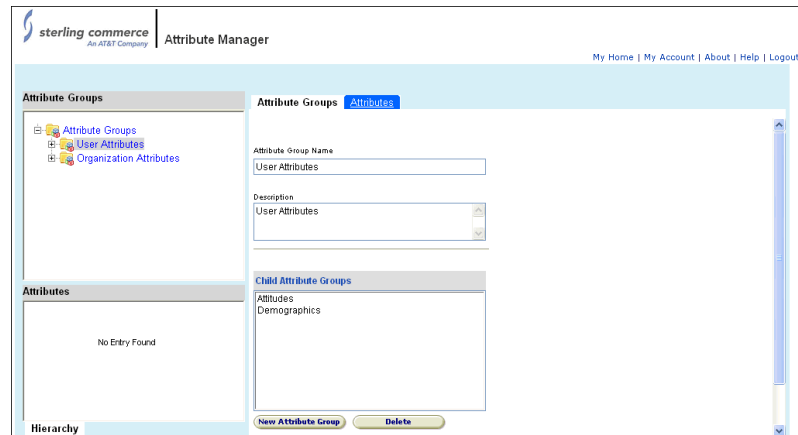 sterling commerce
An AT&T Company
Attribute Manager
My Home | My Account | About | Help | Logout
Attribute Groups
Attribute Groups
User Attributes
Organization Attributes
Attributes
No Entry Found
Hierarchy
Attribute Groups Attributes
Attribute Group Name
User Attributes
Description
User Attributes
Child Attribute Groups
Attitudes
Demographics
New Attribute Group Delete